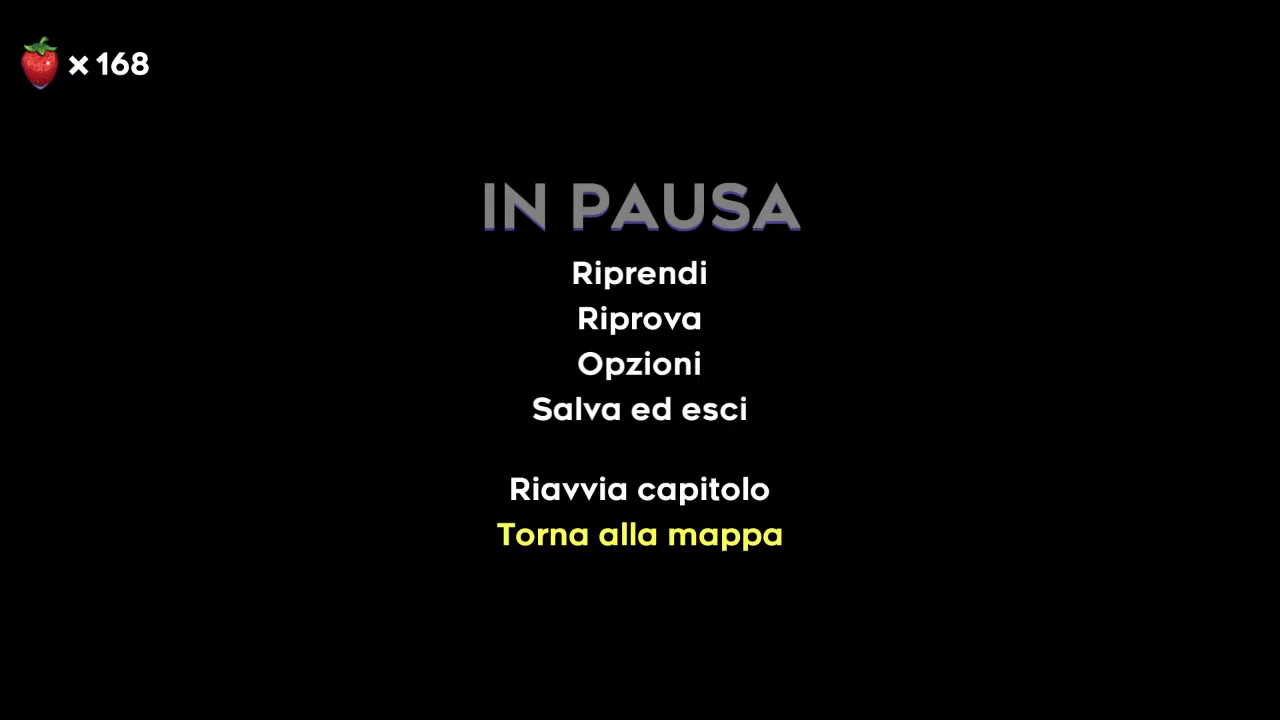 x 168
IN PAUSA
Riprendi
Riprova
Opzioni
Salva ed esci
Riavvia capitolo
Torna alla mappa